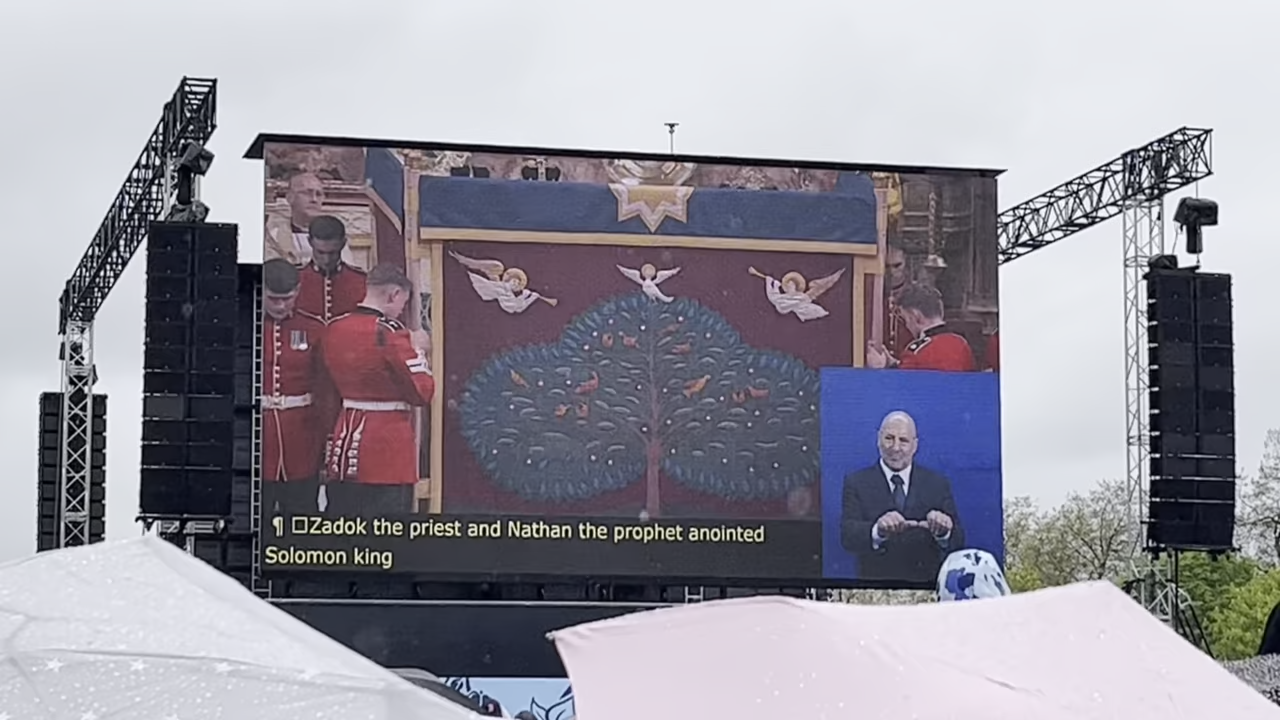 ¶ □Zadok the priest and Nathan the prophet anointed
Solomon king